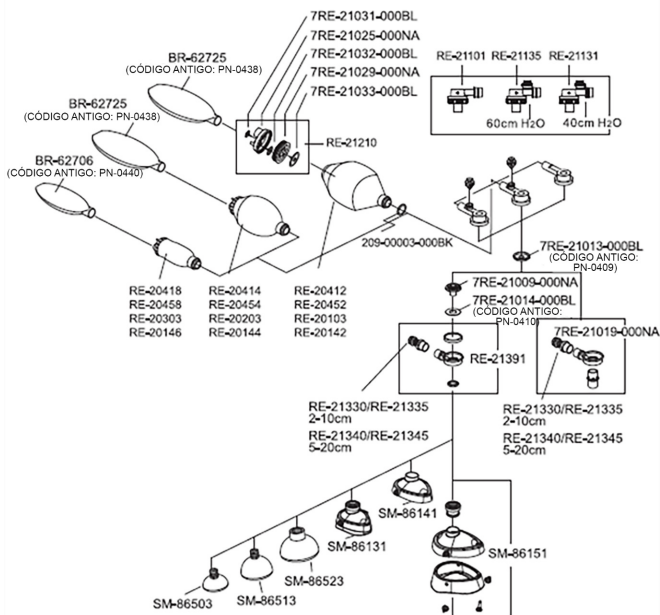 7RE-21031-000BL
7RE-21025-000NA
7RE-21032-000BL
7RE-21029-000NA
7RE-21033-000BL
RE-21101
RE-21135
RE-21131
60cm H2O
40cm H2O
BR-62725
(CÓDIGO ANTIGO: PN-0438)
BR-62725
(CÓDIGO ANTIGO: PN-0438)
BR-62706
(CÓDIGO ANTIGO: PN-0440)
RE-21210
209-00003-000BK
7RE-21013-000BL
(CÓDIGO ANTIGO:
PN-0409)
RE-20418
RE-20458
RE-20303
RE-20146
RE-20414
RE-20454
RE-20203
RE-20144
RE-20412
RE-20452
RE-20103
RE-20142
7RE-21009-000NA
7RE-21014-000BL
(CÓDIGO ANTIGO:
PN-0410)
7RE-21019-000NA
RE-21391
RE-21330/RE-21335
2-10cm
RE-21340/RE-21345
5-20cm
RE-21330/RE-21335
2-10cm
RE-21340/RE-21345
5-20cm
SM-86141
SM-86131
SM-86151
SM-86523
SM-86513
SM-86503